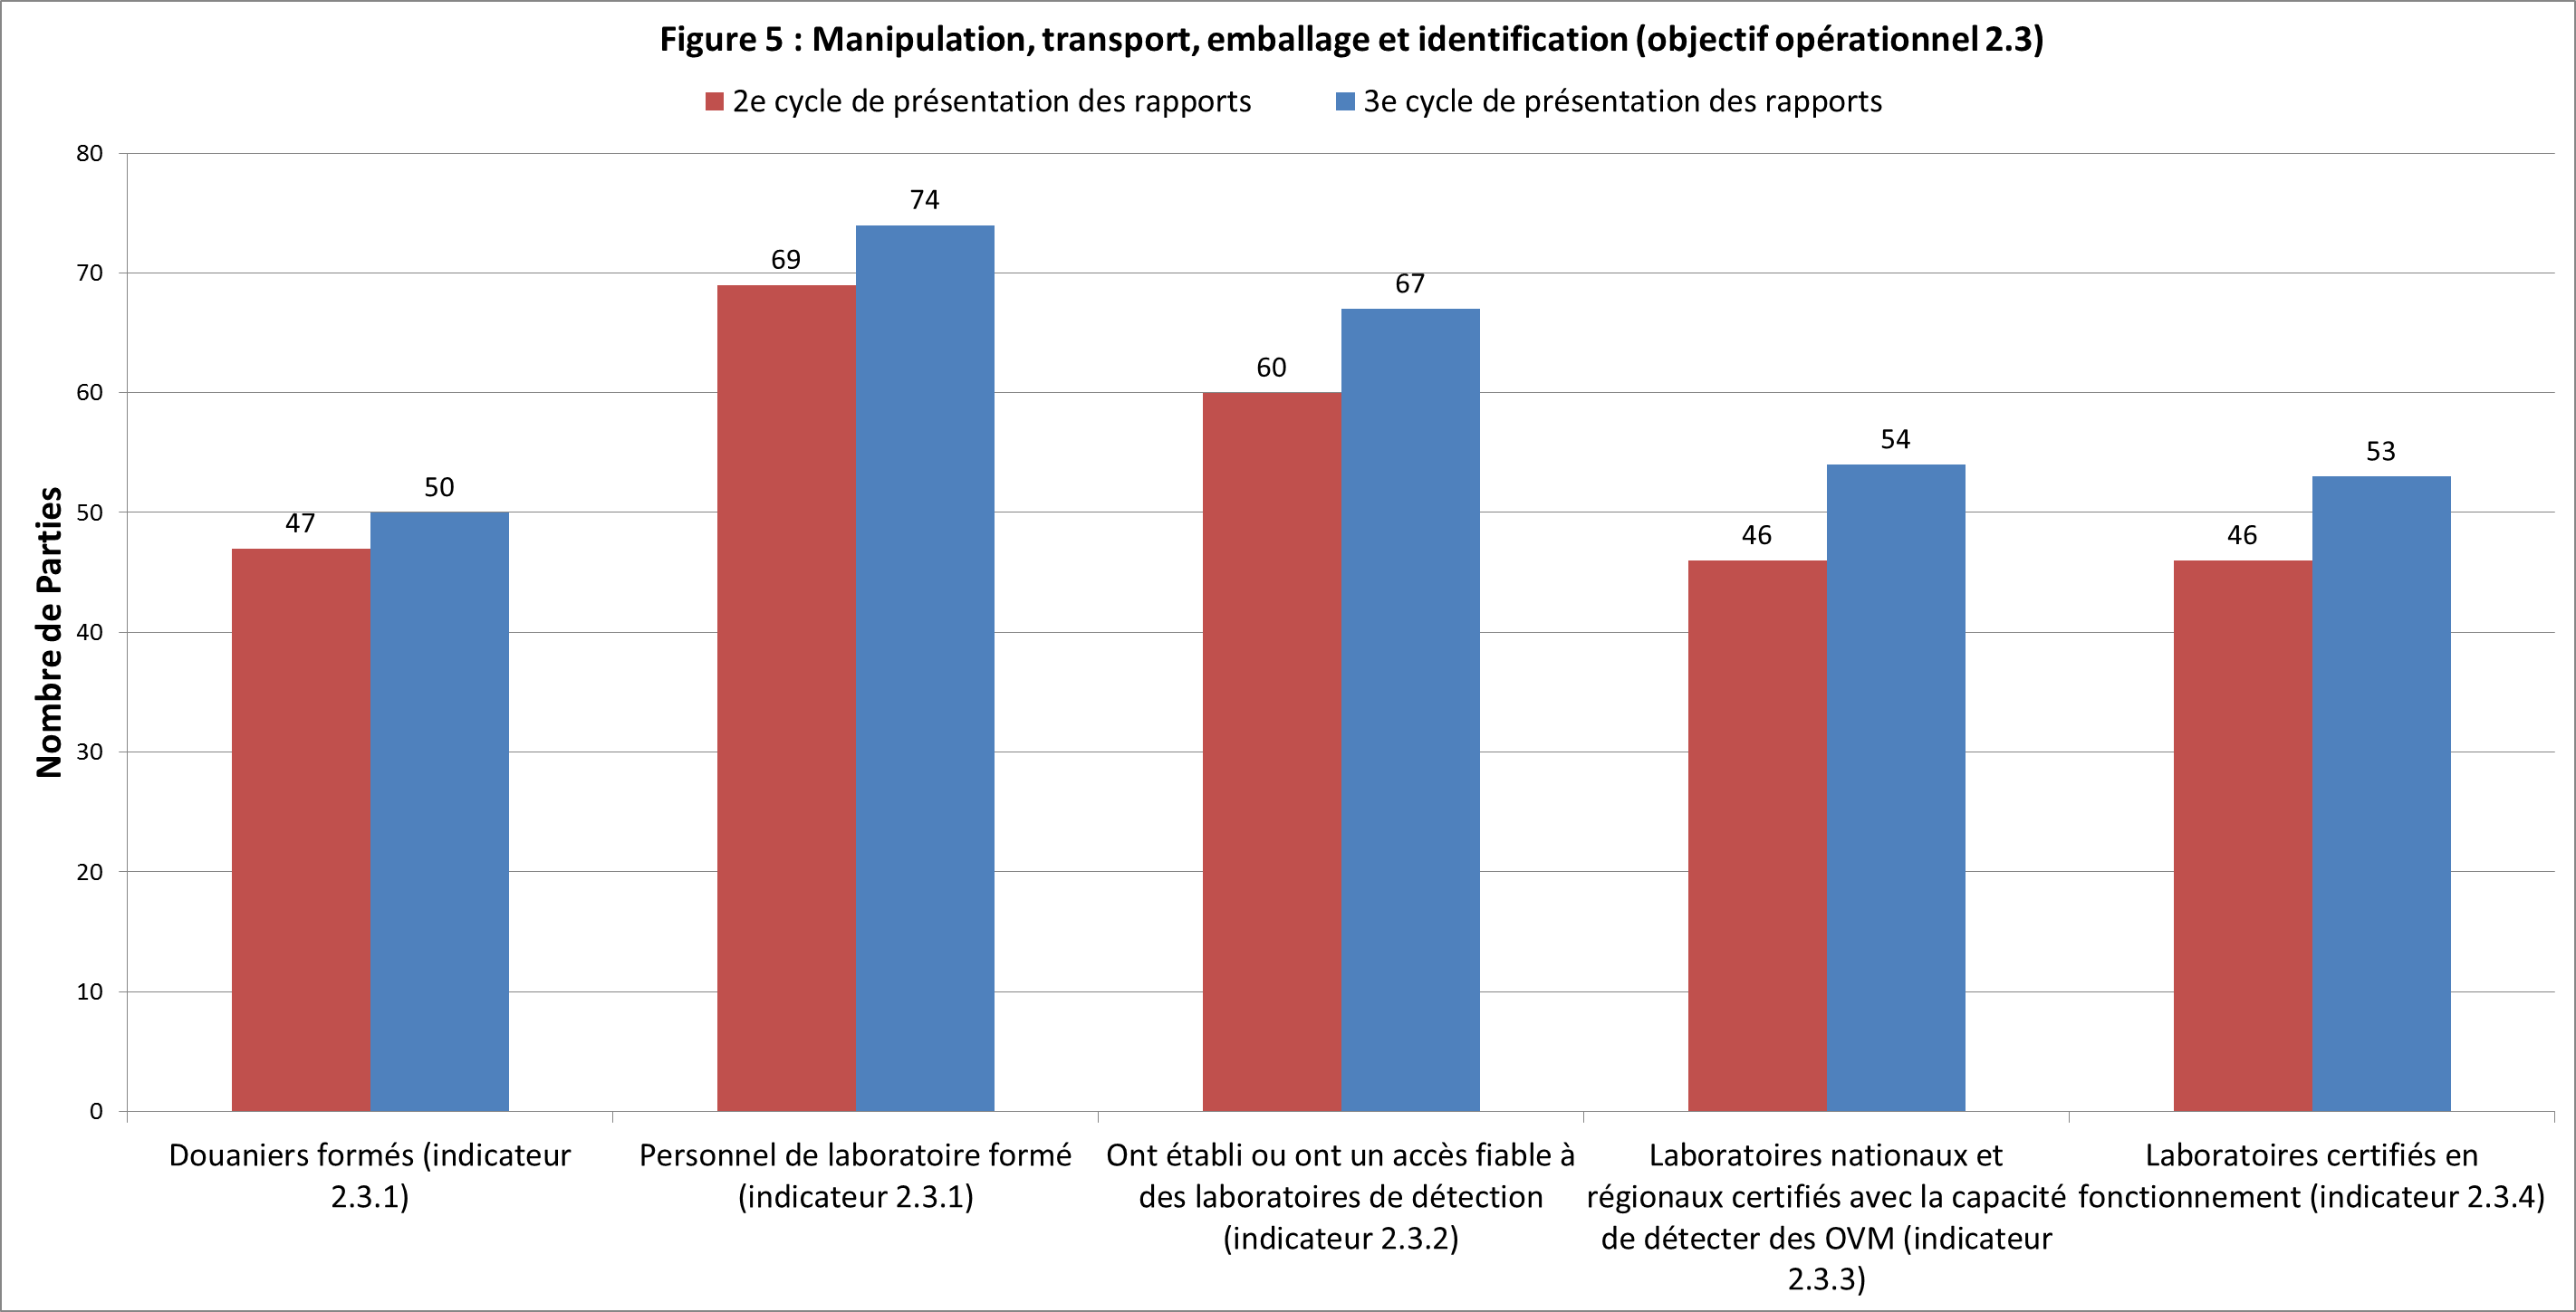 Figure 5 : Manipulation, transport, emballage et identification (objectif opérationnel 2.3)
2e cycle de présentation des rapports
3e cycle de présentation des rapports
Nombre de Parties
80
70
60
50
40
30
20
10
0
47
50
69
74
60
67
46
54
46
53
Douaniers formés (indicateur
2.3.1)
Personnel de laboratoire formé
(indicateur 2.3.1)
Ont établi ou ont un accès fiable à
des laboratoires de détection
(indicateur 2.3.2)
Laboratoires nationaux et
régionaux certifiés avec la capacité
de détecter des OVM (indicateur
2.3.3)
Laboratoires certifiés en
fonctionnement (indicateur 2.3.4)